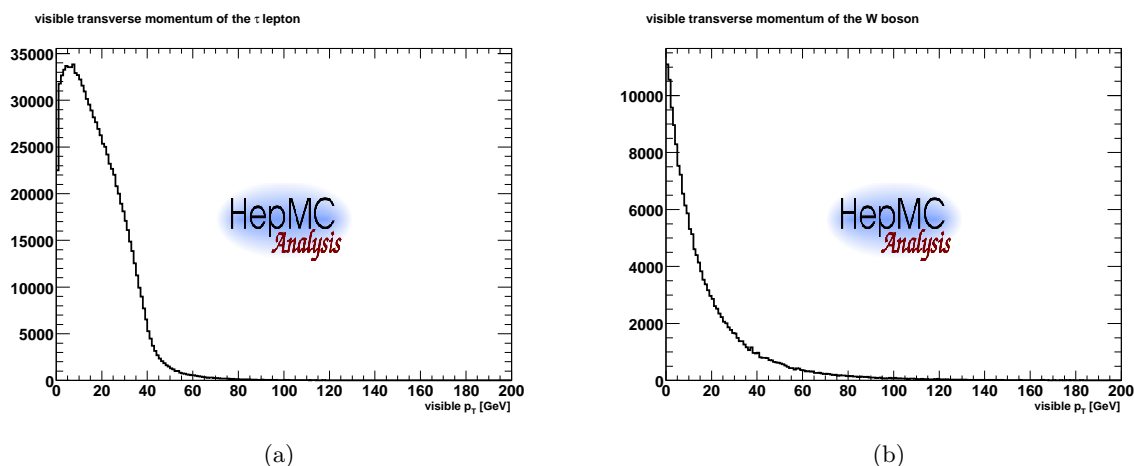 visible transverse momentum of the τ lepton
35000
30000
25000
20000
15000
10000
5000
0
0 20 40 60 80 100 120 140 160 180 200
visible pT [GeV]
HepMC
Analysis
(a)
visible transverse momentum of the W boson
10000
8000
6000
4000
2000
0
0 20 40 60 80 100 120 140 160 180 200
visible pT [GeV]
HepMC
Analysis
(b)